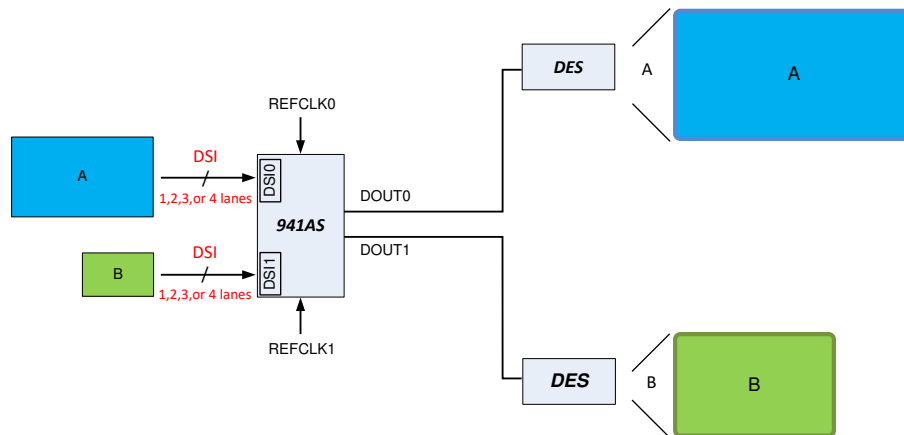 DES
A
A
REFCLK0
A
DSI
1,2,3,or 4 lanes
DSI0
DOUT0
941AS
DOUT1
B
DSI
1,2,3,or 4 lanes
DSI1
REFCLK1
DES
B
B